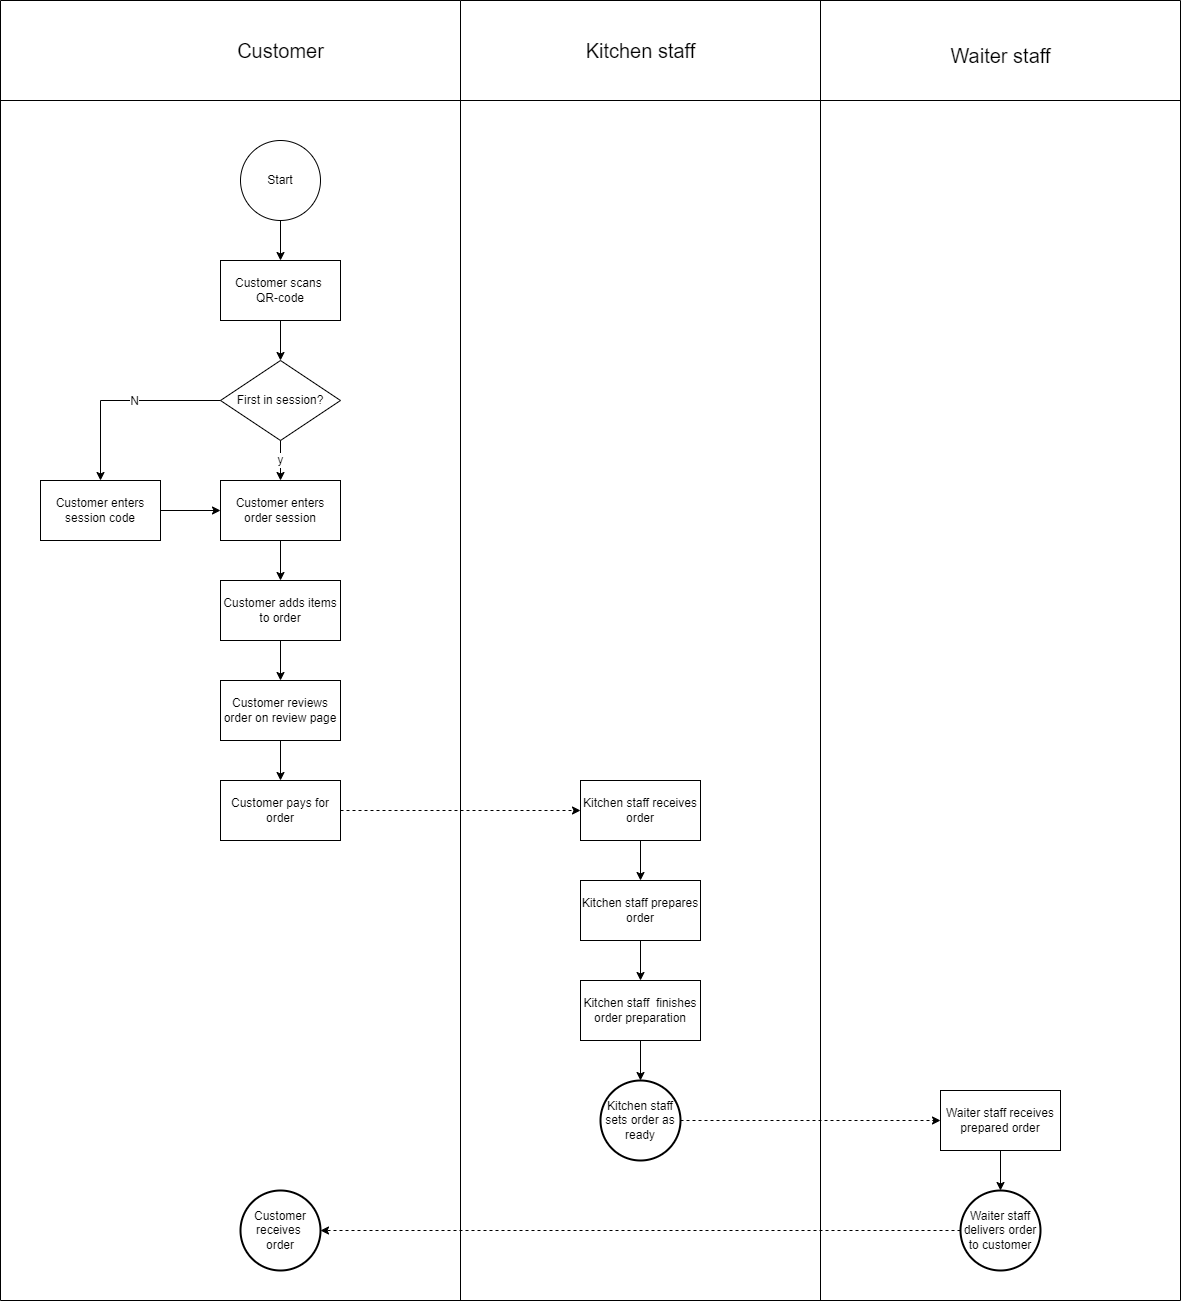 Customer
Kitchen staff
Waiter staff
Start
Customer scans
QR-code
First in session?
N
y
Customer enters
session code
Customer enters
order session
Customer adds items
to order
Customer reviews
order on review page
Customer pays for
order
Kitchen staff receives
order
Kitchen staff prepares
order
Kitchen staff  finishes
order preparation
Kitchen staff
sets order as
ready
Waiter staff receives
prepared order
Waiter staff
delivers order
to customer
Customer
receives
order